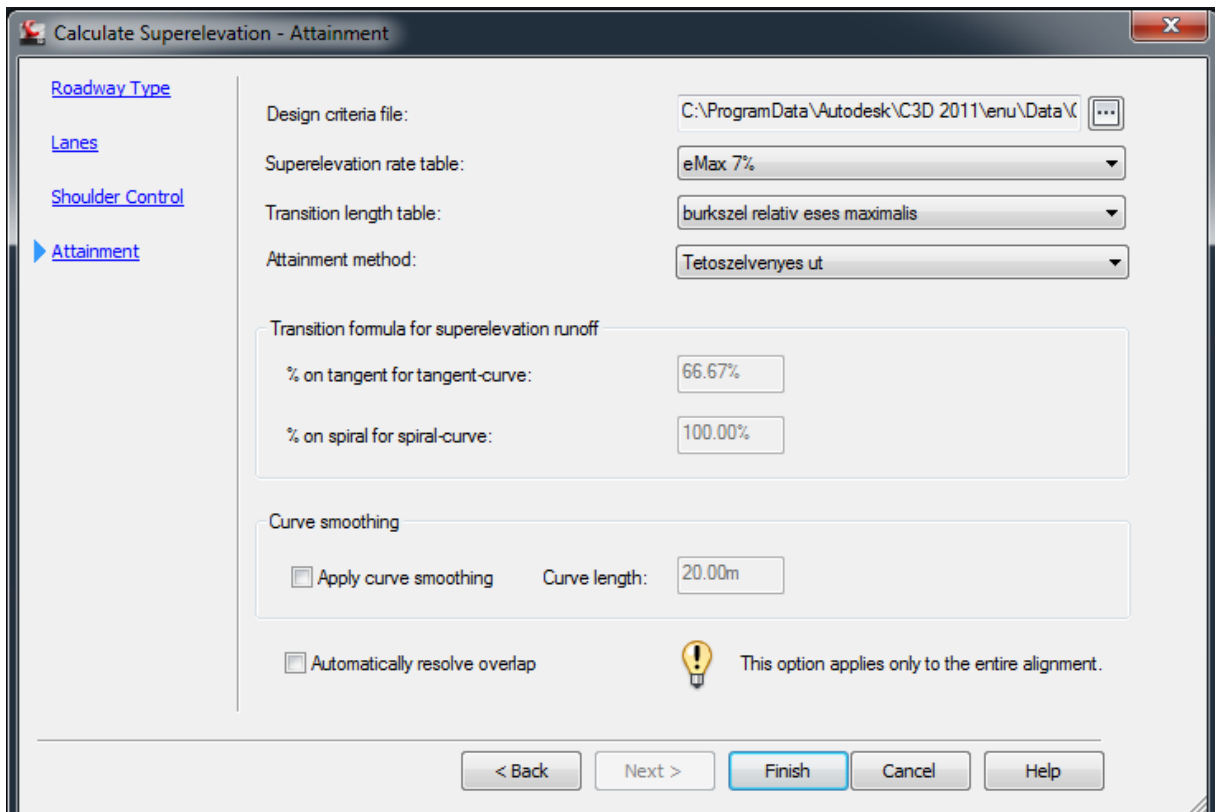 Calculate Superelevation - Attainment
Roadway Type
Lanes
Shoulder Control
Attainment
Design criteria file: C:\ProgramData\Autodesk\C3D 2011\enu\Data\(
Superelevation rate table: eMax 7%
Transition length table: burkszel relativ eses maximalis
Attainment method: Tetoszelvenyes ut
Transition formula for superelevation runoff
% on tangent for tangent-curve: 66.67%
% on spiral for spiral-curve: 100.00%
Curve smoothing
Apply curve smoothing Curve length: 20.00m
Automatically resolve overlap This option applies only to the entire alignment.
< Back Next > Finish Cancel Help